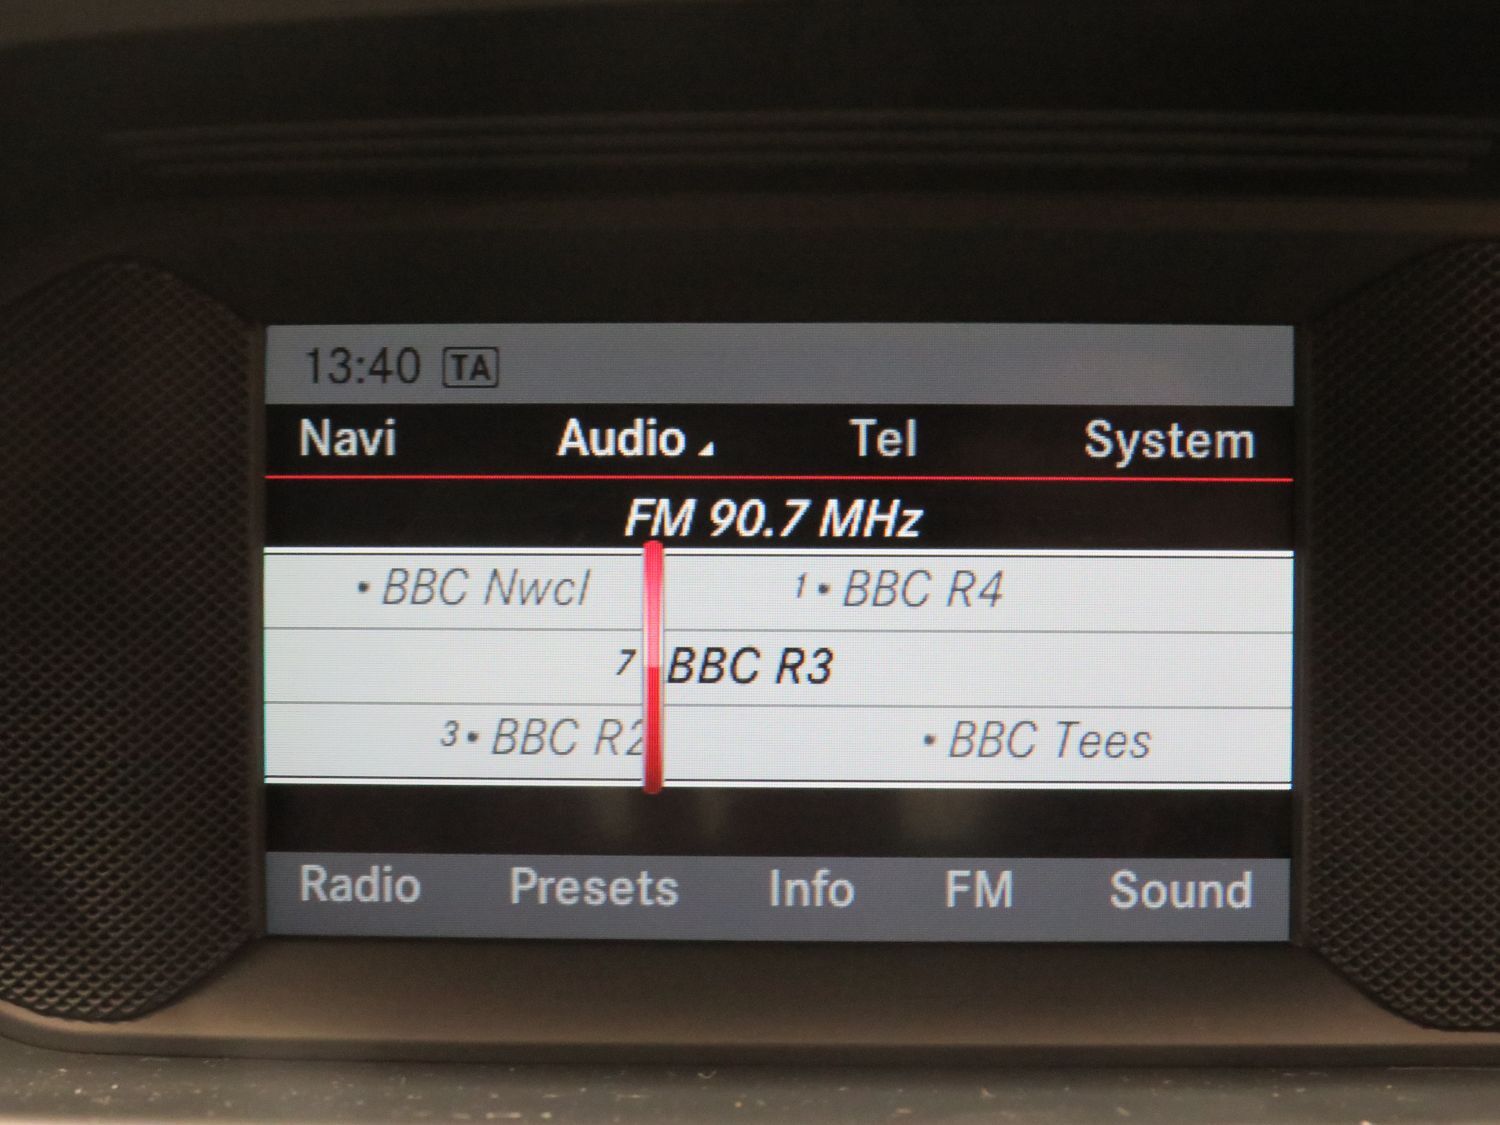 13:40 TA
Navi Audio Tel System
FM 90.7 MHz
• BBC Nwcl 1 • BBC R4
7 BBC R3
3 • BBC R2 • BBC Tees
Radio Presets Info FM Sound